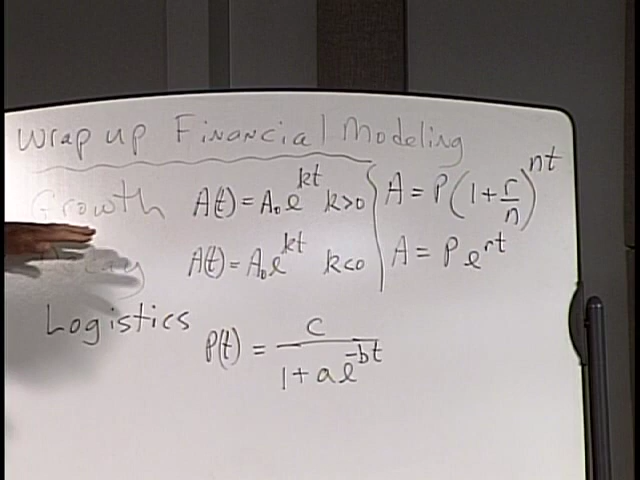 Wrap up Financial Modeling
Growth A(t) = A₀e^kt k>0 A = P(1+r/n)^nt
Decay A(t) = A₀e^kt k<0 A = Pe^rt
Logistics P(t) = c/(1+ae^-bt)